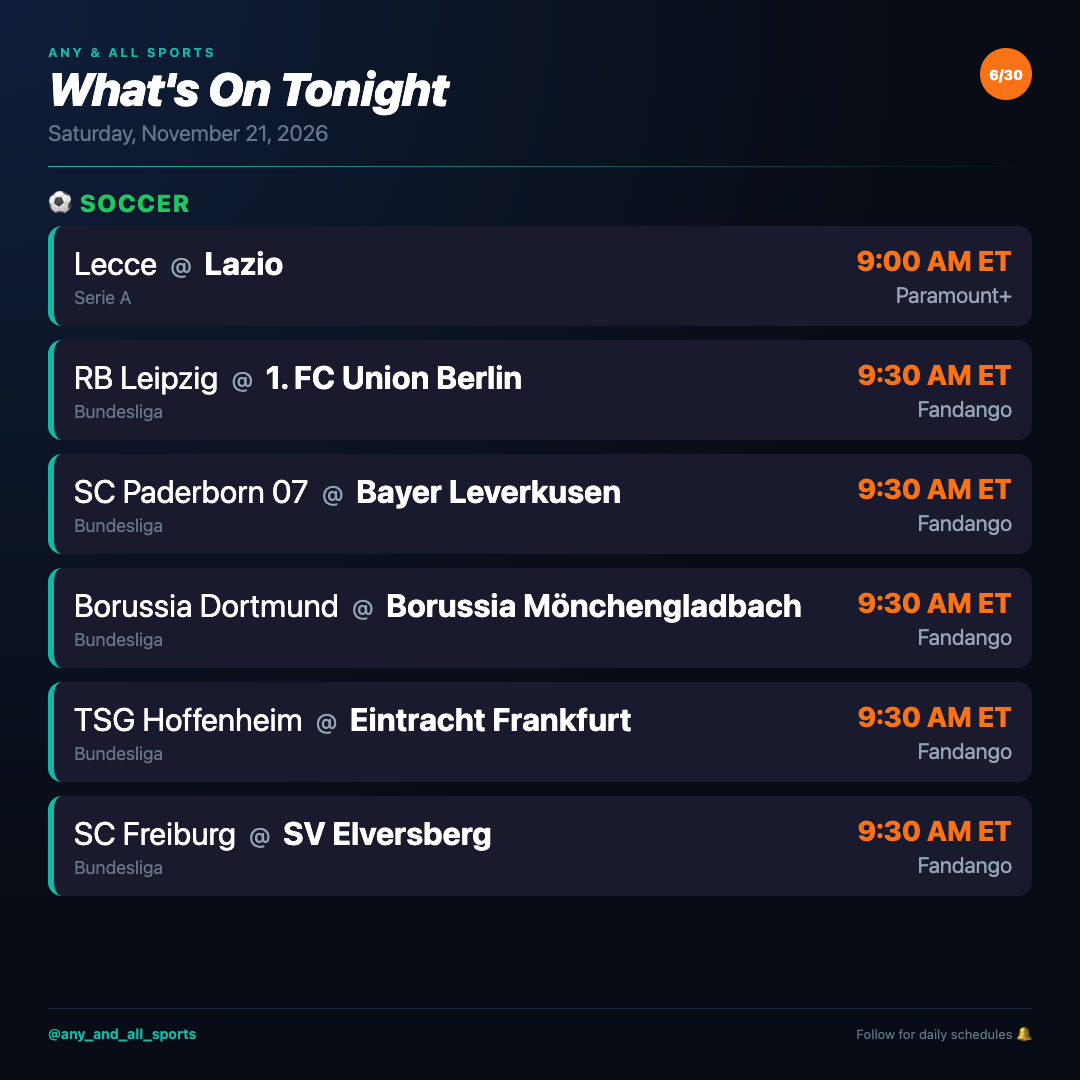 ANY & ALL SPORTS
What's On Tonight
6/30
Saturday, November 21, 2026
⚽ SOCCER
Lecce @ Lazio
9:00 AM ET
Serie A
Paramount+
RB Leipzig @ 1. FC Union Berlin
9:30 AM ET
Bundesliga
Fandango
SC Paderborn 07 @ Bayer Leverkusen
9:30 AM ET
Bundesliga
Fandango
Borussia Dortmund @ Borussia Mönchengladbach
9:30 AM ET
Bundesliga
Fandango
TSG Hoffenheim @ Eintracht Frankfurt
9:30 AM ET
Bundesliga
Fandango
SC Freiburg @ SV Elversberg
9:30 AM ET
Bundesliga
Fandango
@any_and_all_sports
Follow for daily schedules 🔔